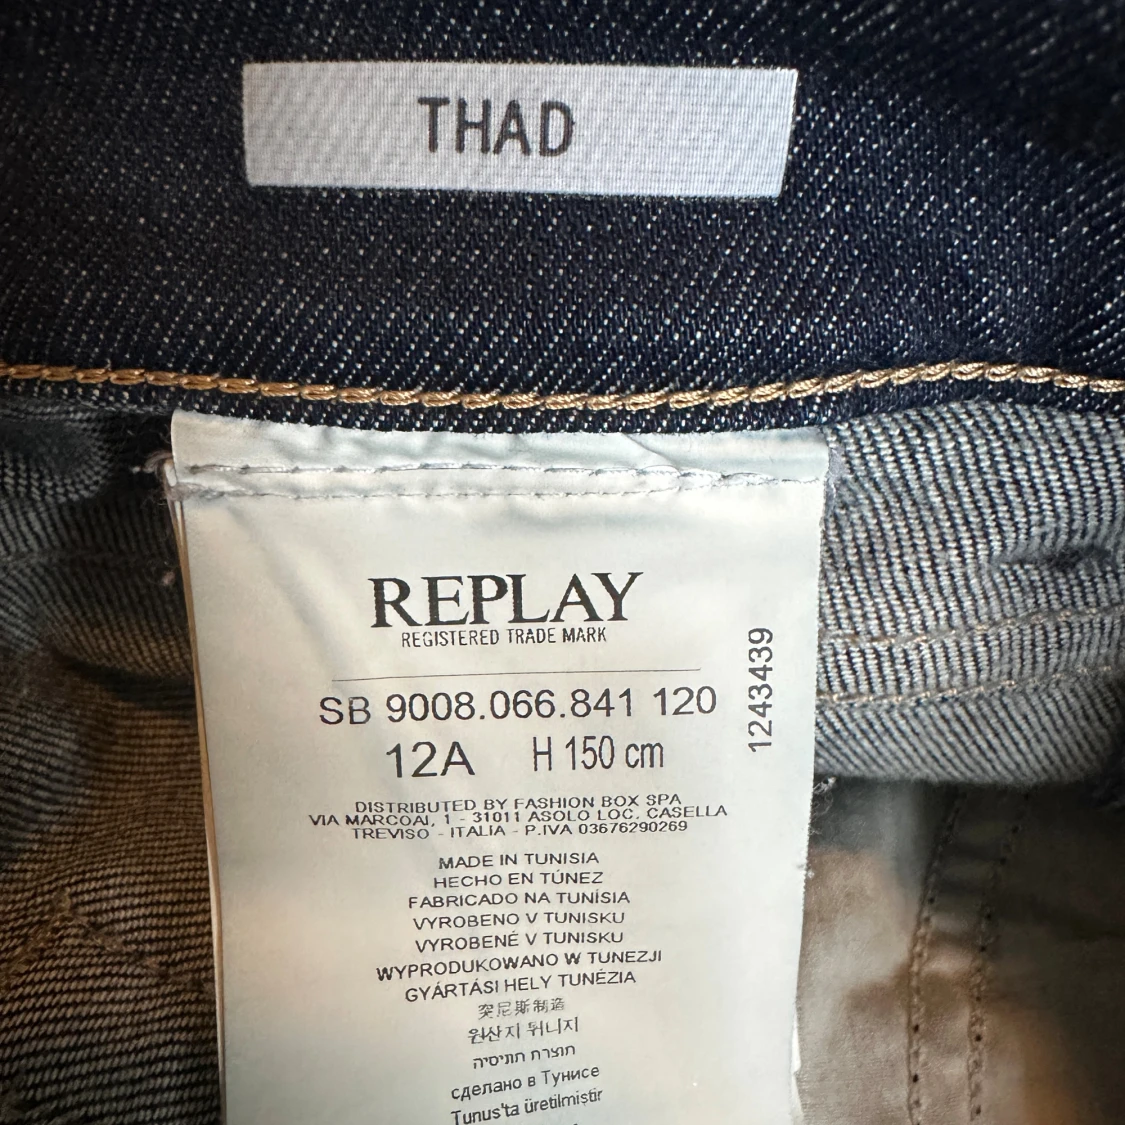 THAD
REPLAY
REGISTERED TRADE MARK
SB 9008.066.841 120
12A H 150 cm
1243439
DISTRIBUTED BY FASHION BOX SPA
VIA MARCOAI, 1 - 31011 ASOLO LOC. CASELLA
TREVISO - ITALIA - P.IVA 03676290269
MADE IN TUNISIA
HECHO EN TÚNEZ
FABRICADO NA TUNÍSIA
VYROBENO V TUNISKU
VYROBENÉ V TUNISKU
WYPRODUKOWANO W TUNEZJI
GYÁRTÁSI HELY TUNÉZIA
突尼斯制造
원산지 튀니지
תוצרת תוניסיה
сделано в Тунисе
Tunus'ta üretilmiştir